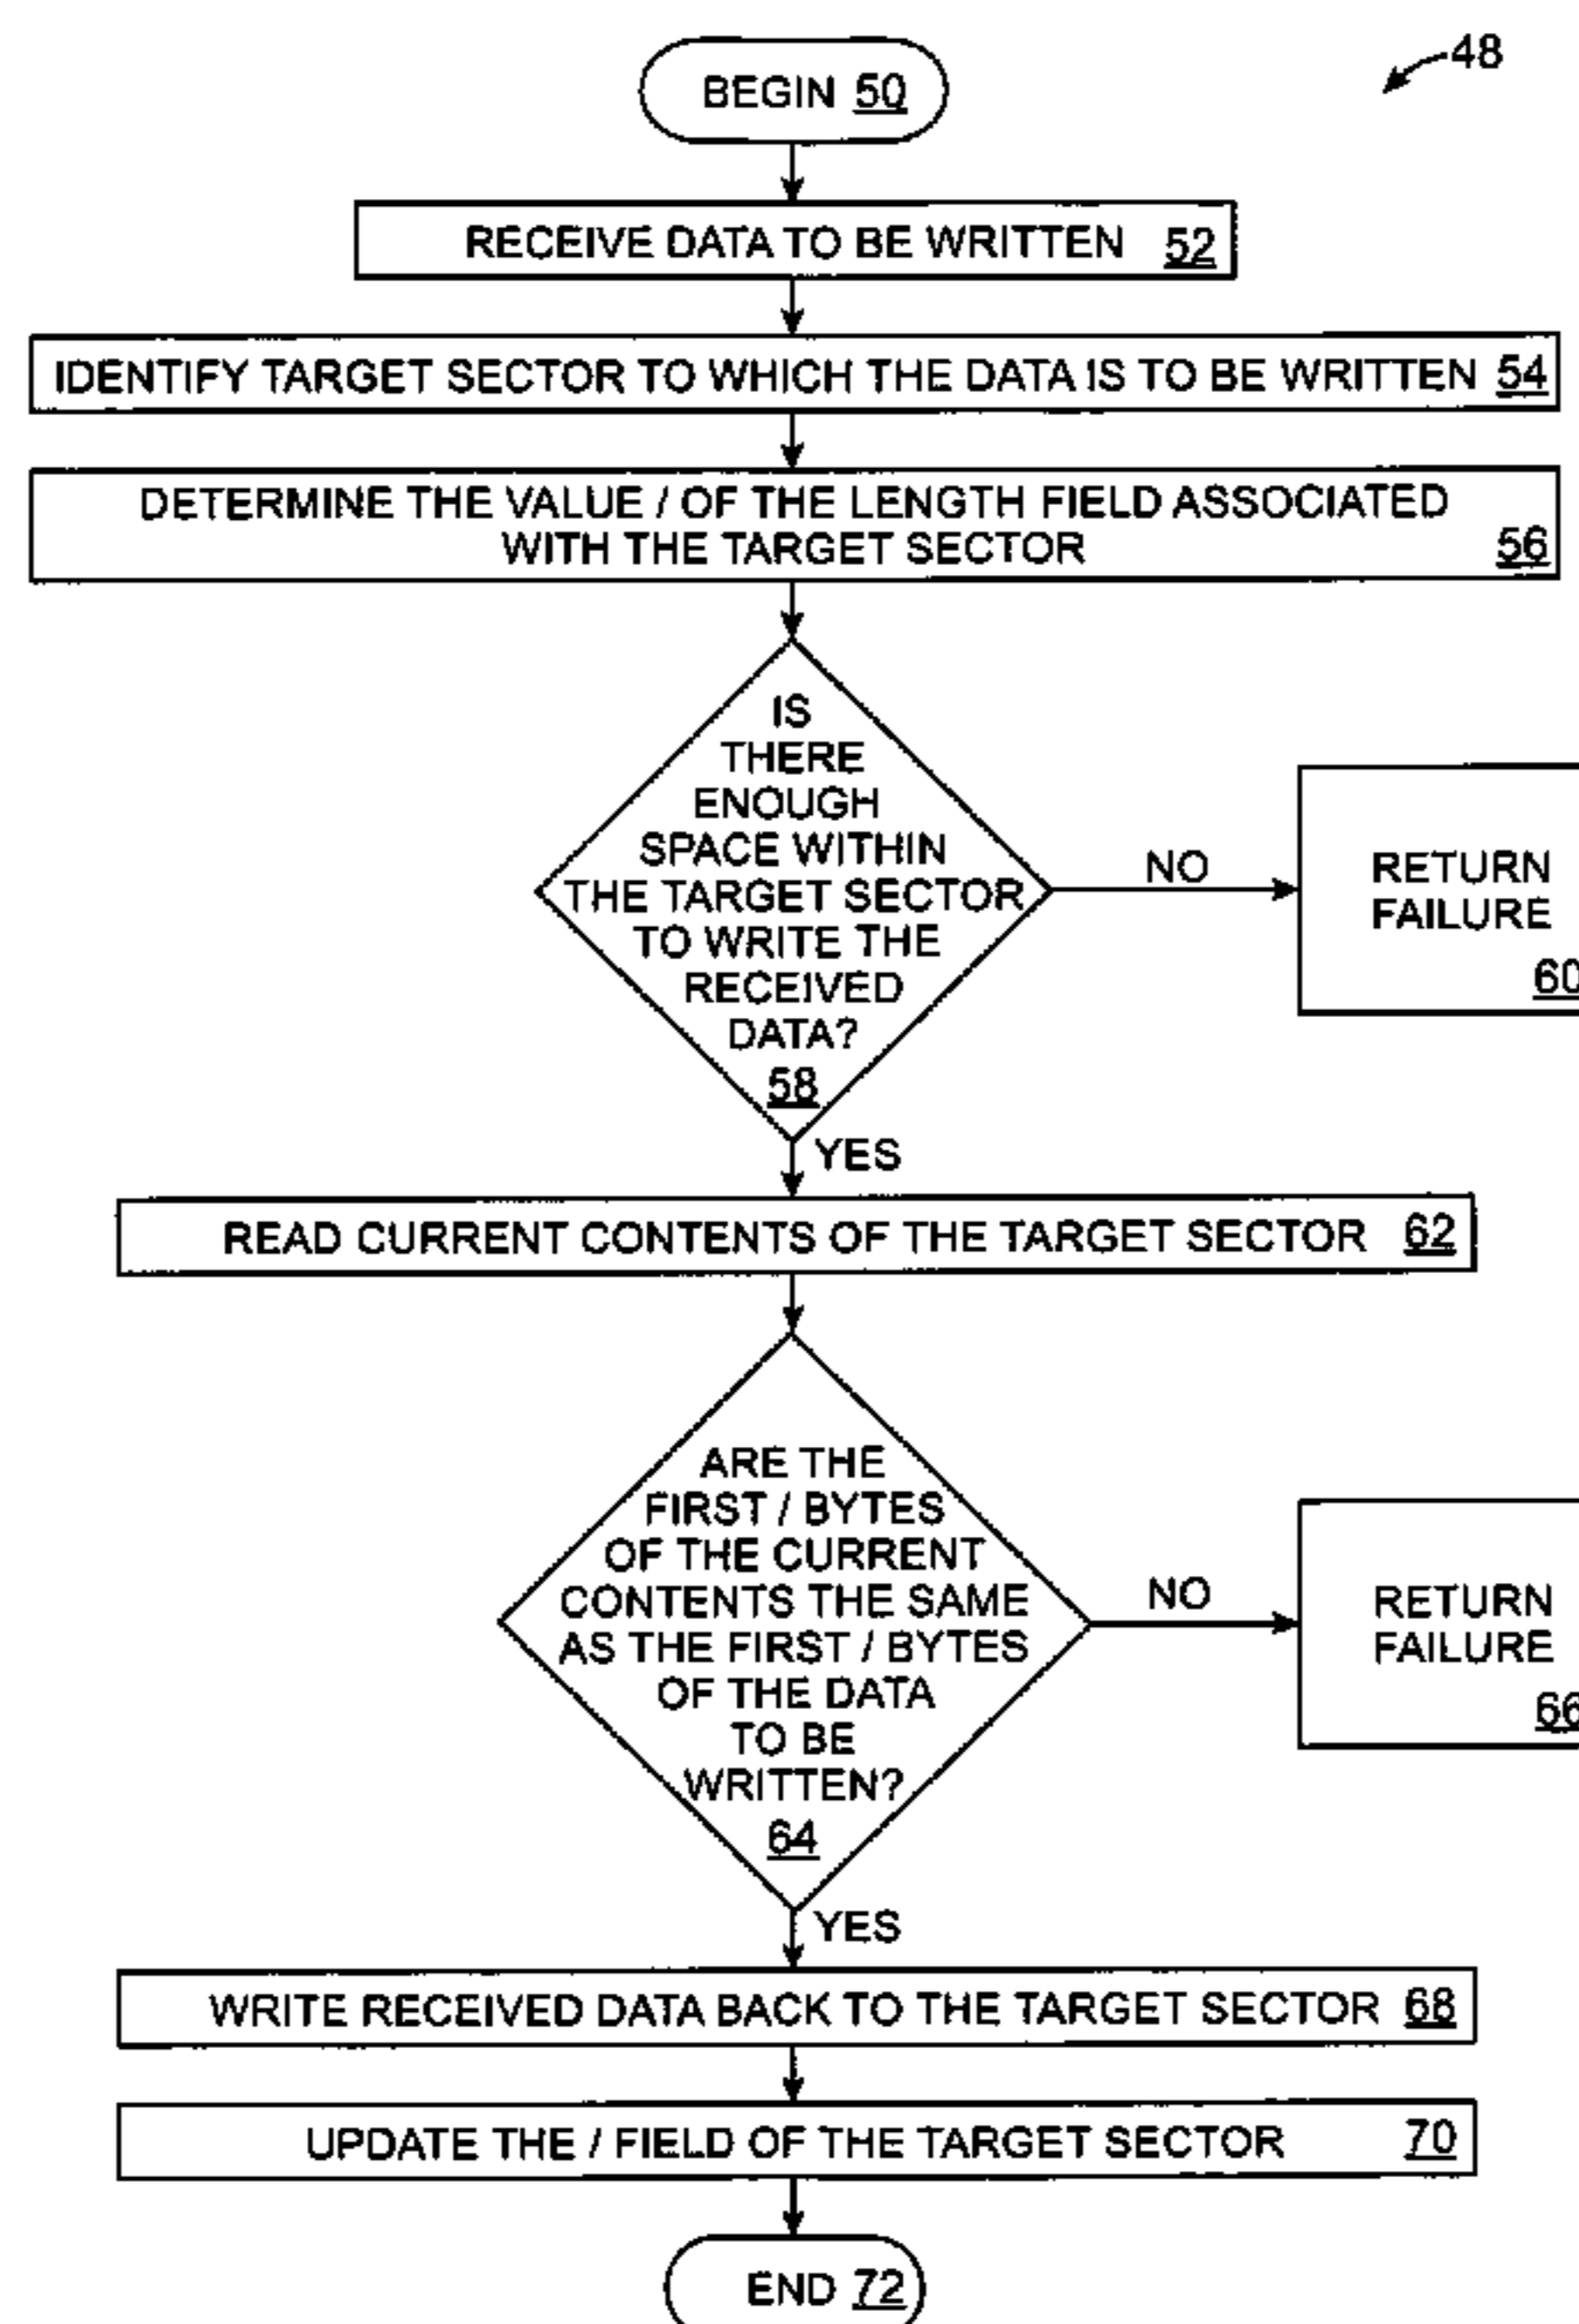 48
BEGIN 50
RECEIVE DATA TO BE WRITTEN 52
IDENTIFY TARGET SECTOR TO WHICH THE DATA IS TO BE WRITTEN 54
DETERMINE THE VALUE l OF THE LENGTH FIELD ASSOCIATED
WITH THE TARGET SECTOR 56
IS
THERE
ENOUGH
SPACE WITHIN
THE TARGET SECTOR
TO WRITE THE
RECEIVED
DATA?
58
NO
RETURN
FAILURE
60
YES
READ CURRENT CONTENTS OF THE TARGET SECTOR 62
ARE THE
FIRST l BYTES
OF THE CURRENT
CONTENTS THE SAME
AS THE FIRST l BYTES
OF THE DATA
TO BE
WRITTEN?
64
NO
RETURN
FAILURE
66
YES
WRITE RECEIVED DATA BACK TO THE TARGET SECTOR 68
UPDATE THE l FIELD OF THE TARGET SECTOR 70
END 72